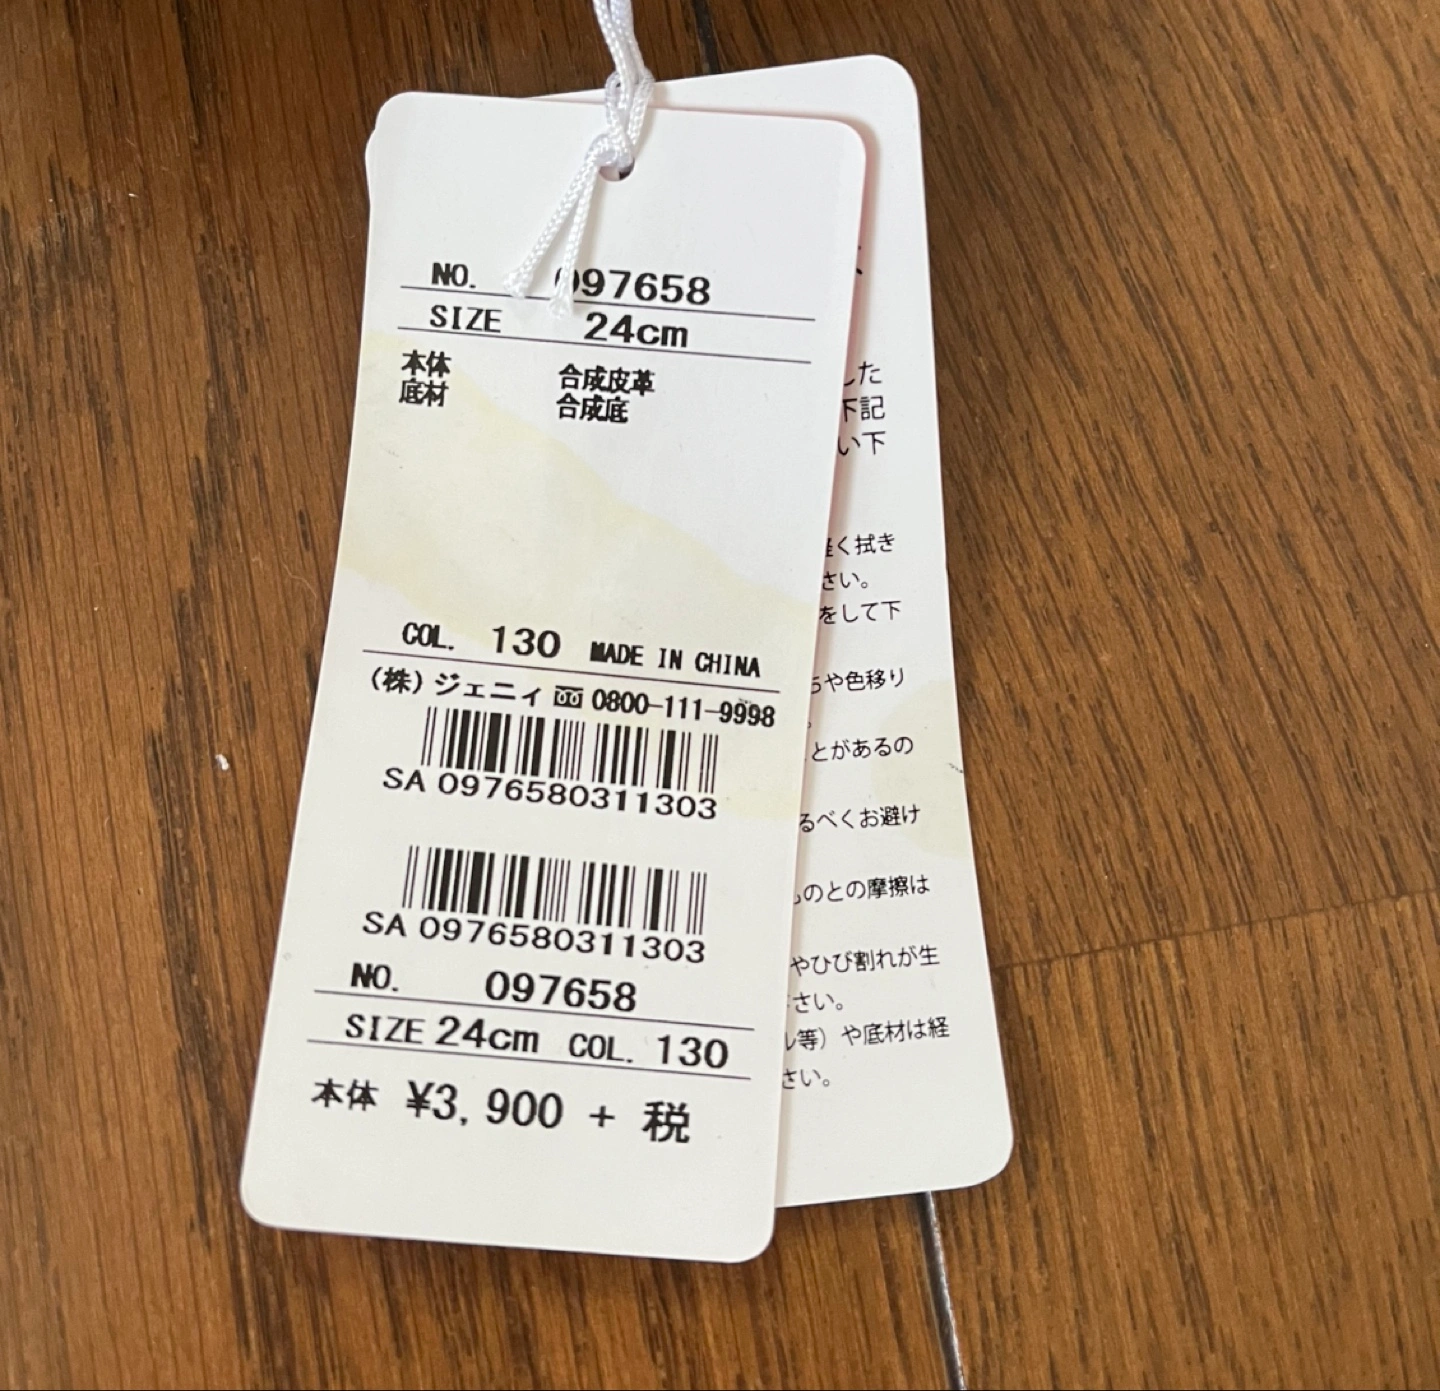 NO. 097658
SIZE 24cm
本体 合成皮革
底材 合成底
COL. 130 MADE IN CHINA
(株)ジェニィ 0800-111-9998
SA 0976580311303
SA 0976580311303
NO. 097658
SIZE 24cm COL. 130
本体 ¥3,900 + 税
した
下記
い下
く拭き
さい。
をして下
や色移り
とがあるの
るべくお避け
ものとの摩擦は
やひび割れが生
さい。
ル等）や底材は経
さい。